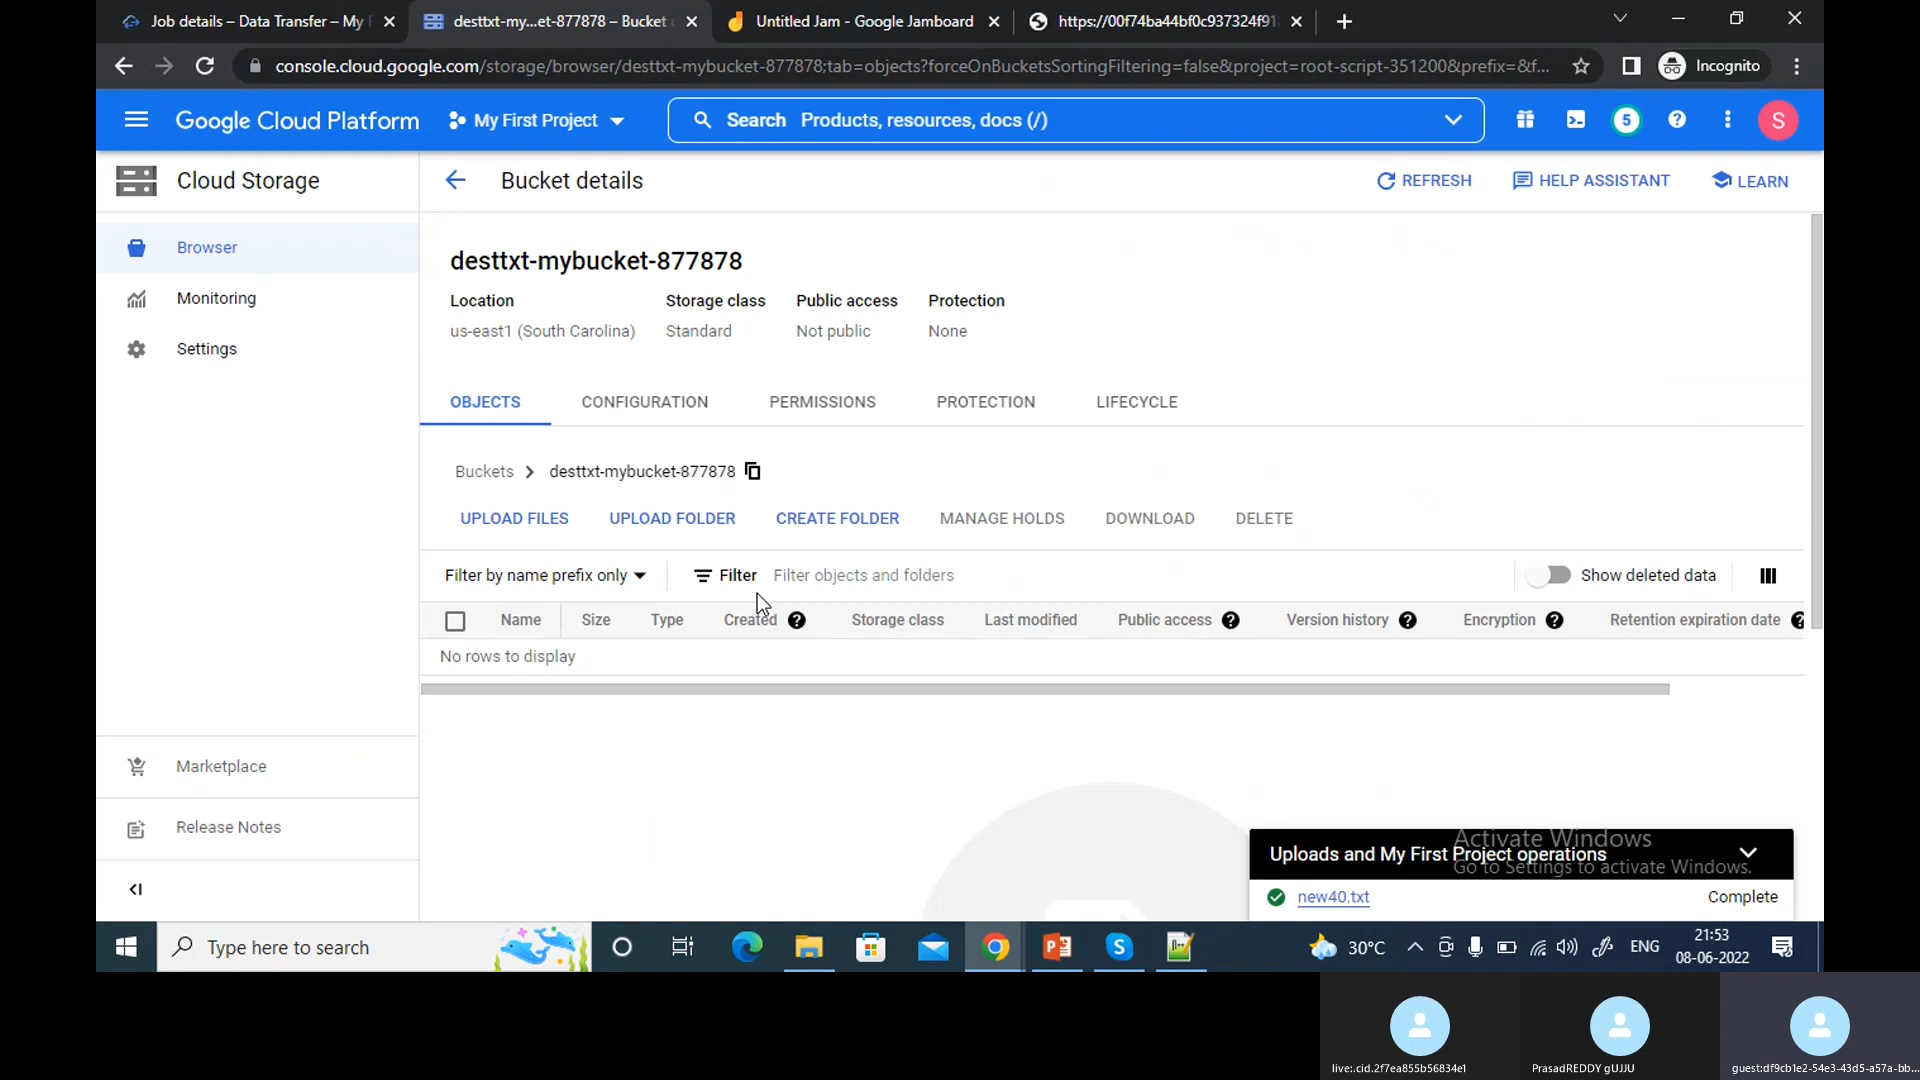 Job details – Data Transfer – My F
desttxt-my...et-877878 – Bucket
Untitled Jam - Google Jamboard
https://00f74ba44bf0c937324f91
console.cloud.google.com/storage/browser/desttxt-mybucket-877878;tab=objects?forceOnBucketsSortingFiltering=false&project=root-script-351200&prefix=&f...
Incognito
Google Cloud Platform
My First Project
Search Products, resources, docs (/)
5
S
Cloud Storage
Bucket details
REFRESH
HELP ASSISTANT
LEARN
Browser
Monitoring
Settings
Marketplace
Release Notes
desttxt-mybucket-877878
Location Storage class Public access Protection
us-east1 (South Carolina) Standard Not public None
OBJECTS CONFIGURATION PERMISSIONS PROTECTION LIFECYCLE
Buckets > desttxt-mybucket-877878
UPLOAD FILES UPLOAD FOLDER CREATE FOLDER MANAGE HOLDS DOWNLOAD DELETE
Filter by name prefix only Filter Filter objects and folders Show deleted data
Name Size Type Created Storage class Last modified Public access Version history Encryption Retention expiration date
No rows to display
Activate Windows
Go to Settings to activate Windows.
Uploads and My First Project operations
new40.txt Complete
Type here to search
30°C
ENG
21:53
08-06-2022
live:.cid.2f7ea855b56834e1
PrasadREDDY gUJJU
guest:df9cb1e2-54e3-43d5-a57a-bb...